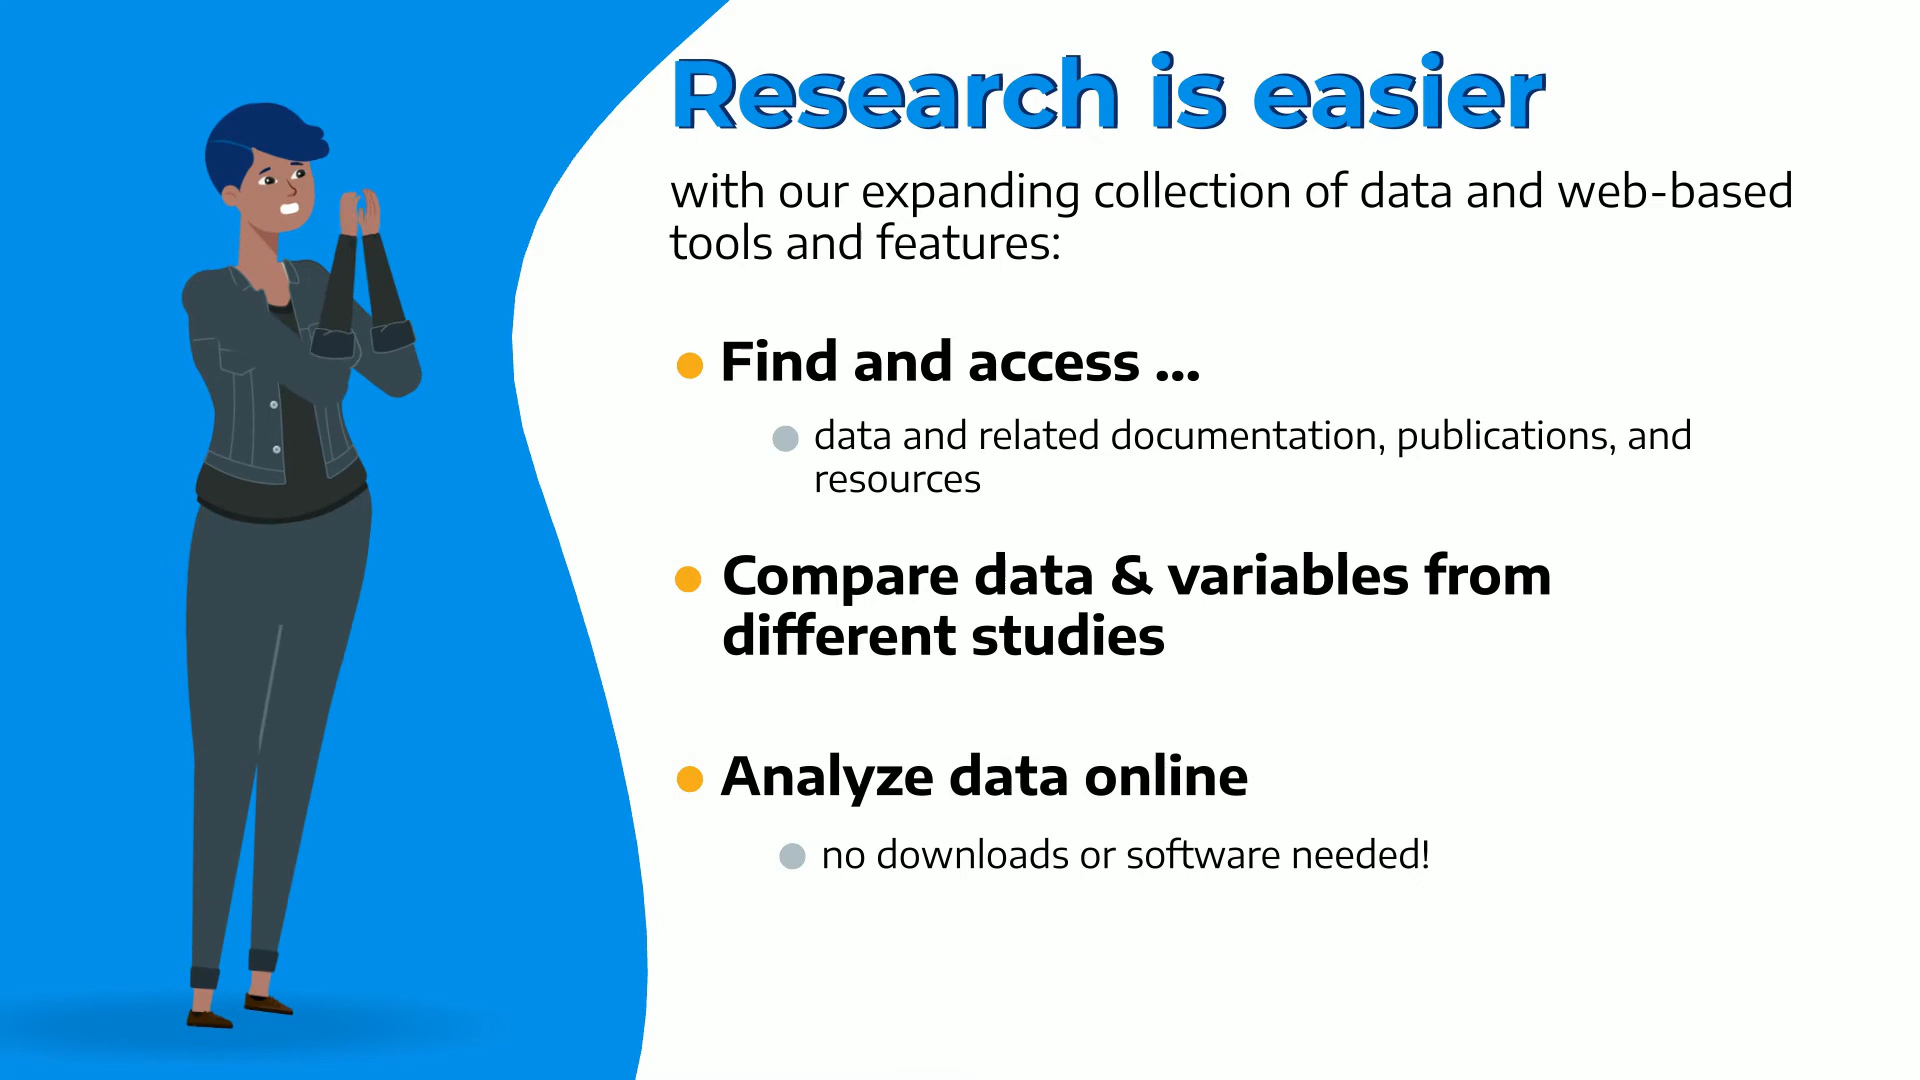 Research is easier
with our expanding collection of data and web-based
tools and features:
Find and access ...
data and related documentation, publications, and
resources
Compare data & variables from
different studies
Analyze data online
no downloads or software needed!